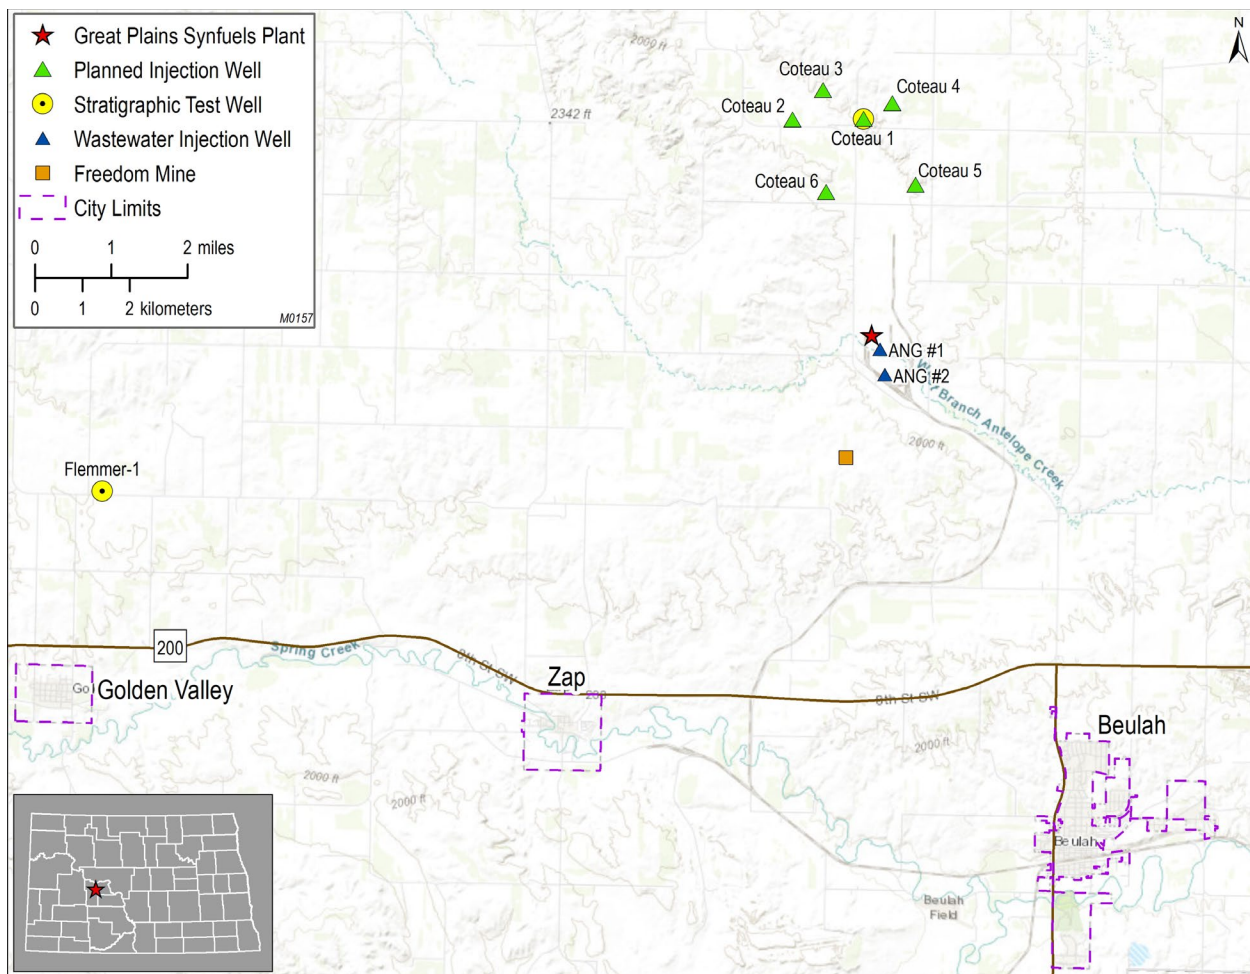 Great Plains Synfuels Plant
Planned Injection Well
Stratigraphic Test Well
Wastewater Injection Well
Freedom Mine
City Limits
0 1 2 miles
0 1 2 kilometers
M0157
N
2000 ft
2342 ft
Coteau 3
Coteau 4
Coteau 2
Coteau 1
Coteau 5
Coteau 6
ANG #1
ANG #2
Branch Antelope Creek
2000 ft
Flemmer-1
200
Spring Creek
8th St SW
Zap
Golden Valley
8th St SW
Beulah
2000 ft
2000 ft
2000 ft
Beulah
Beulah
Field